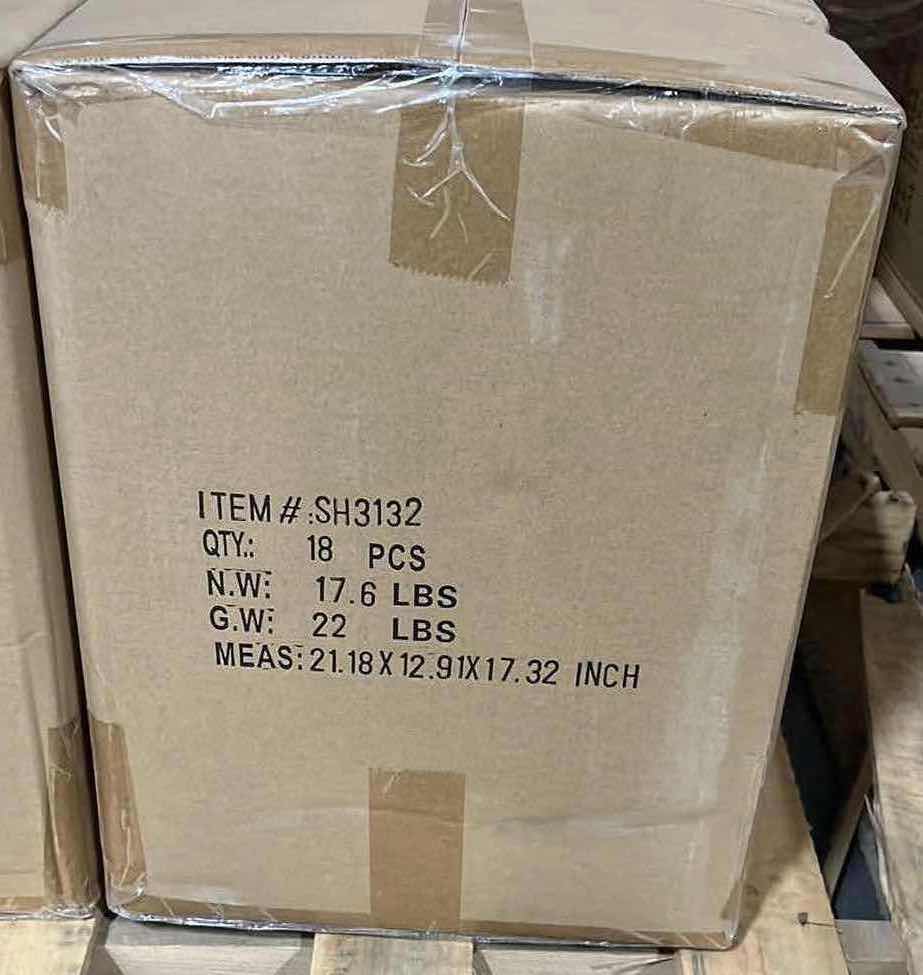 ITEM #:SH3132
QTY.: 18 PCS
N.W: 17.6 LBS
G.W: 22 LBS
MEAS: 21.18X12.91X17.32 INCH